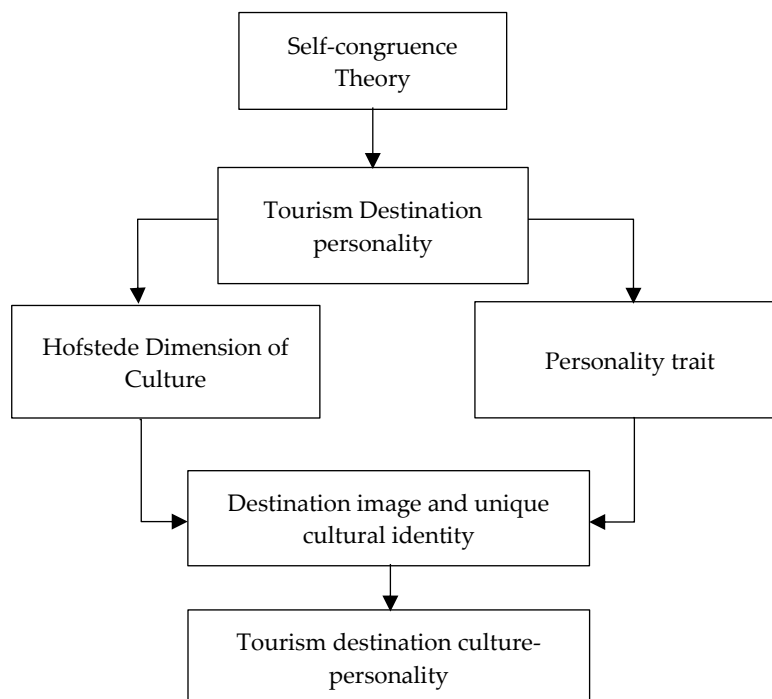 Self-congruence
Theory
Tourism Destination
personality
Hofstede Dimension of
Culture
Personality trait
Destination image and unique
cultural identity
Tourism destination culture-
personality